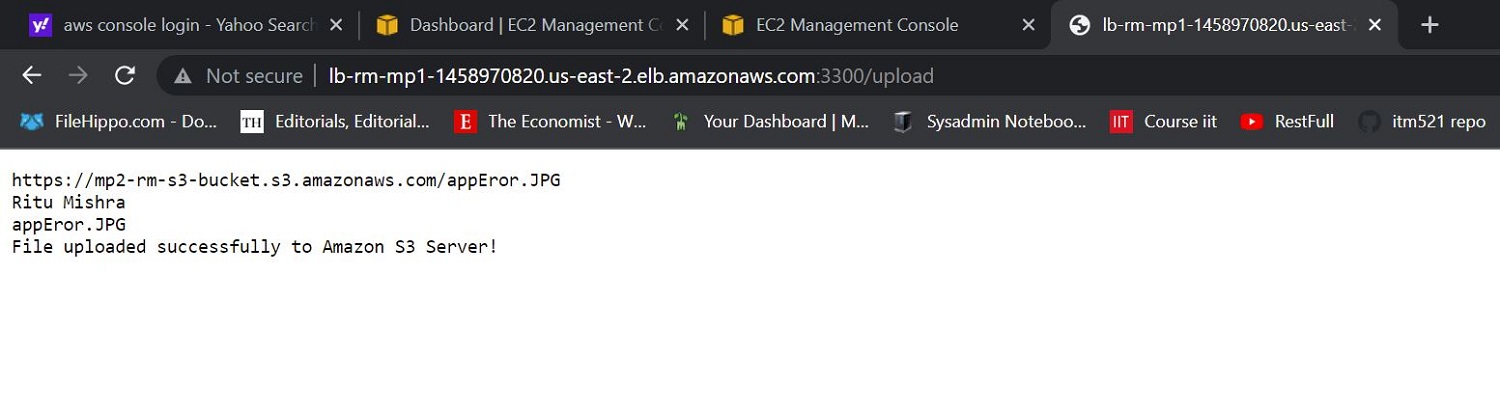 aws console login - Yahoo Search
Dashboard | EC2 Management Co
EC2 Management Console
lb-rm-mp1-1458970820.us-east-
Not secure
lb-rm-mp1-1458970820.us-east-2.elb.amazonaws.com:3300/upload
FileHippo.com - Do...
TH
Editorials, Editorial...
E
The Economist - W...
Your Dashboard | M...
Sysadmin Noteboo...
IIT
Course iit
RestFull
itm521 repo
https://mp2-rm-s3-bucket.s3.amazonaws.com/appEror.JPG
Ritu Mishra
appEror.JPG
File uploaded successfully to Amazon S3 Server!